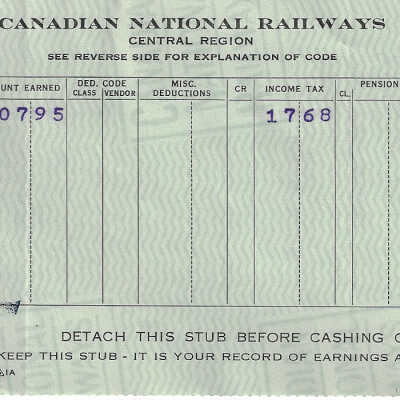 CANADIAN NATIONAL RAILWAYS
CENTRAL REGION
SEE REVERSE SIDE FOR EXPLANATION OF CODE
UNT EARNED DED. CODE CLASS VENDOR MISC. DEDUCTIONS CR INCOME TAX CL. PENSION
0795 1768
DETACH THIS STUB BEFORE CASHING C
KEEP THIS STUB - IT IS YOUR RECORD OF EARNINGS A